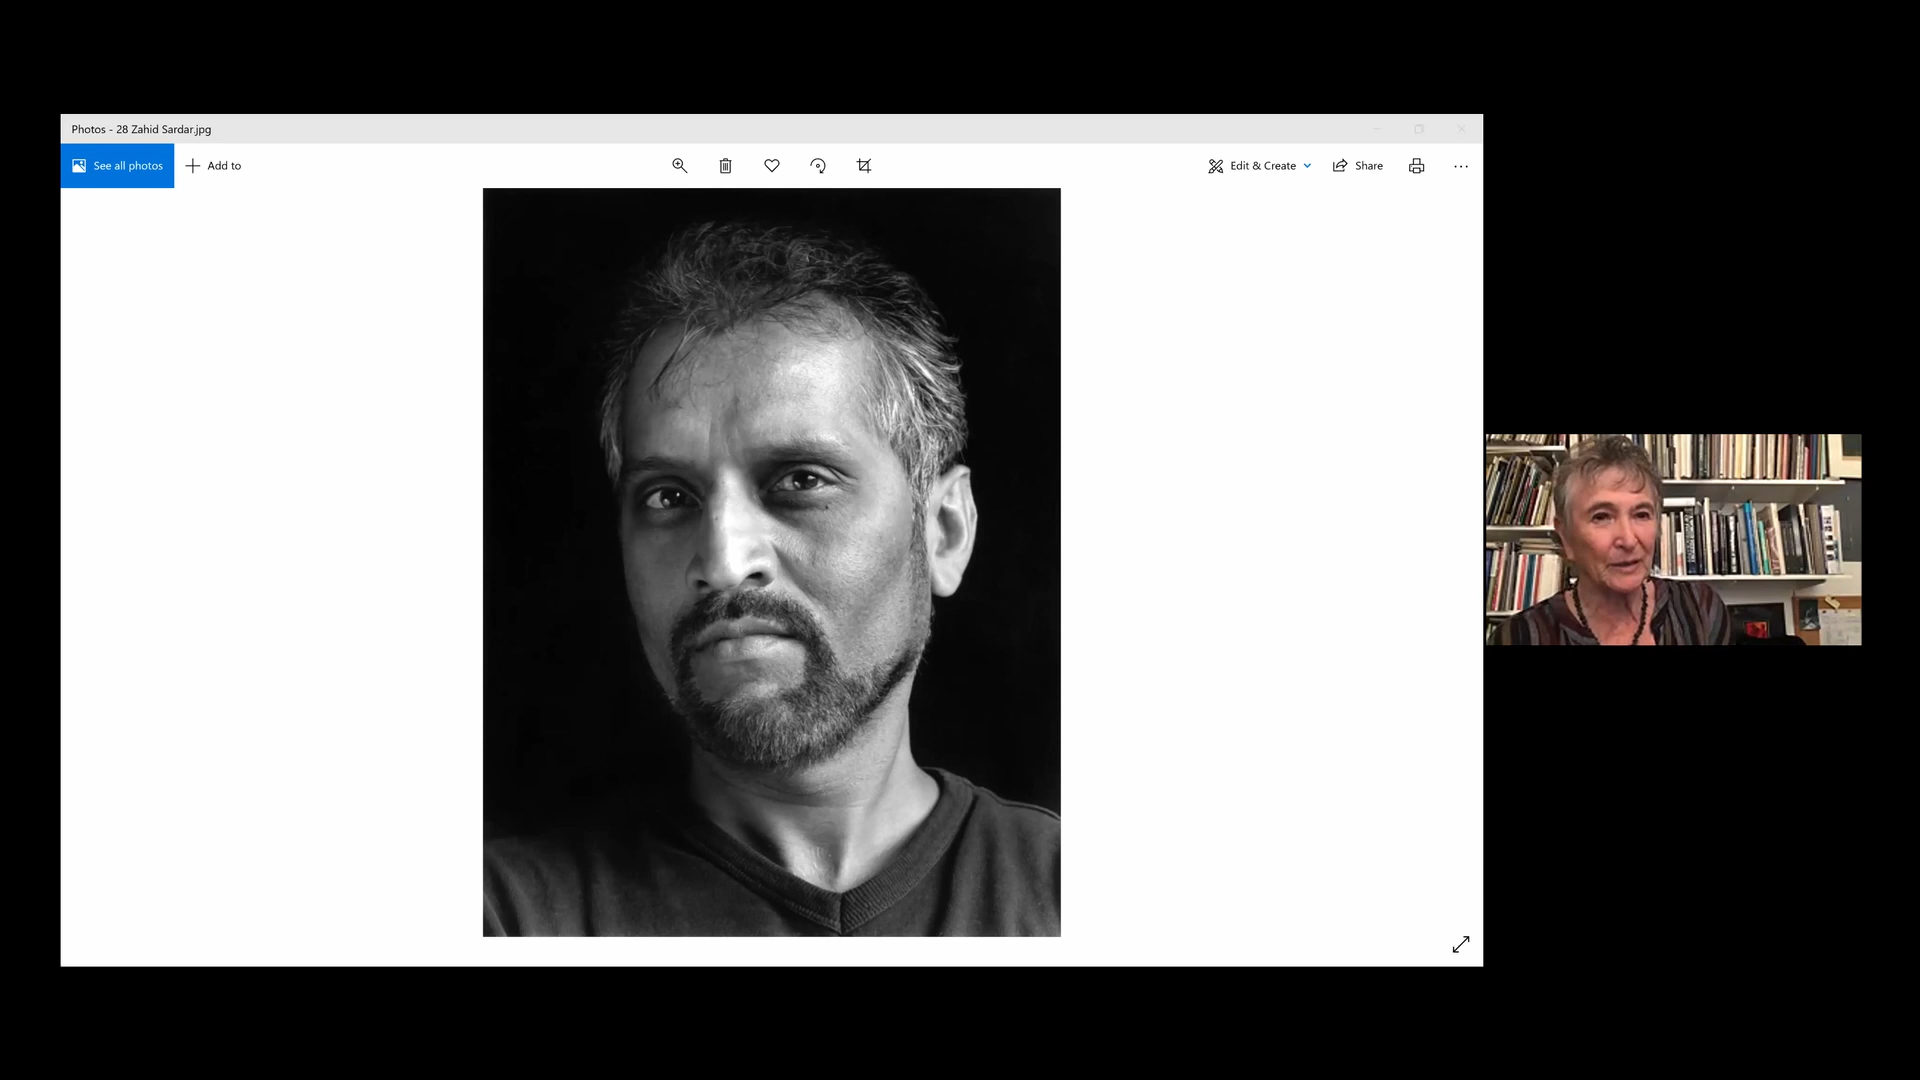 Photos - 28 Zahid Sardar.jpg
See all photos
Add to
Edit & Create
Share